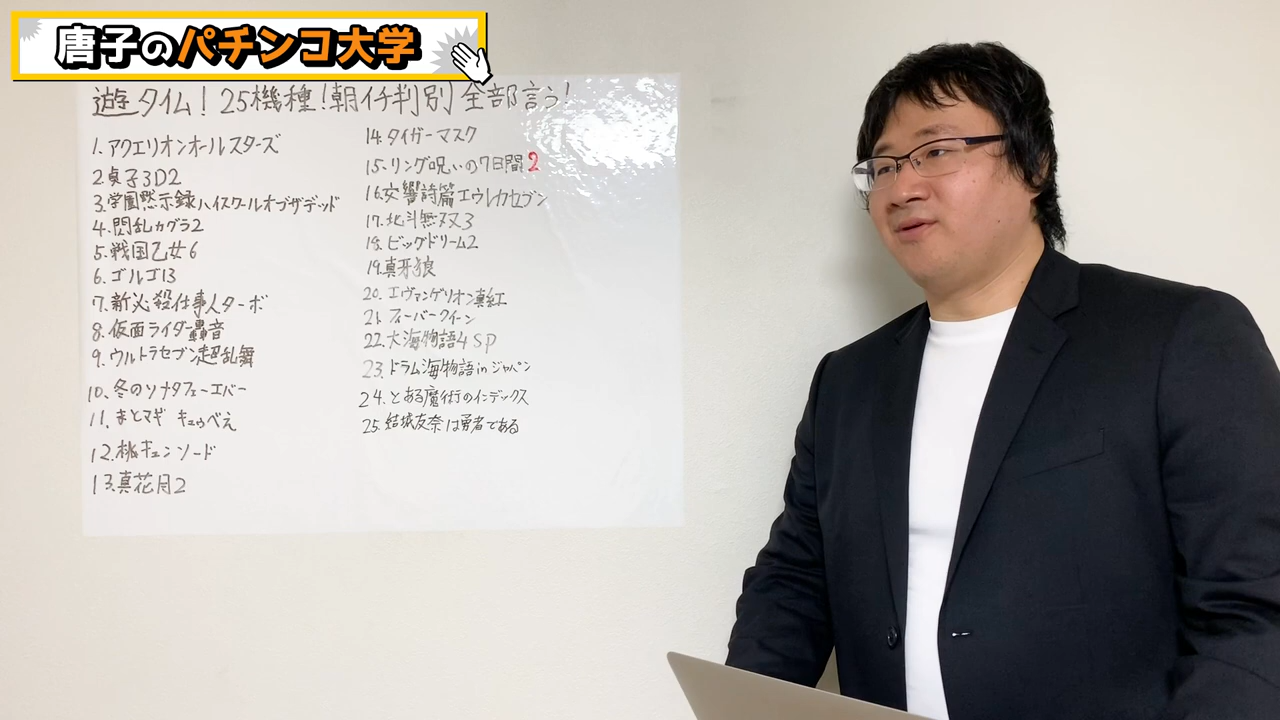 唐子のパチンコ大学
遊タイム!25機種!朝イチ判別全部言う!
1.アクエリオンオールスターズ
2.貞子3D2
3.学園黙示録ハイスクールオブザデッド
4.閃乱カグラ2
5.戦国乙女6
6.ゴルゴ13
7.新必殺仕事人ターボ
8.仮面ライダー轟音
9.ウルトラセブン超乱舞
10.冬のソナタフォーエバー
11.まどマギ キュゥべえ
12.桃キュンソード
13.真花月2
14.タイガーマスク
15.リング呪いの7日間2
16.交響詩篇エウレカセブン
17.北斗無双3
18.ビッグドリーム2
19.真牙狼
20.エヴァンゲリオン真紅
21.フィーバークイーン
22.大海物語4SP
23.ドラム海物語inジャパン
24.とある魔術のインデックス
25.結城友奈は勇者である